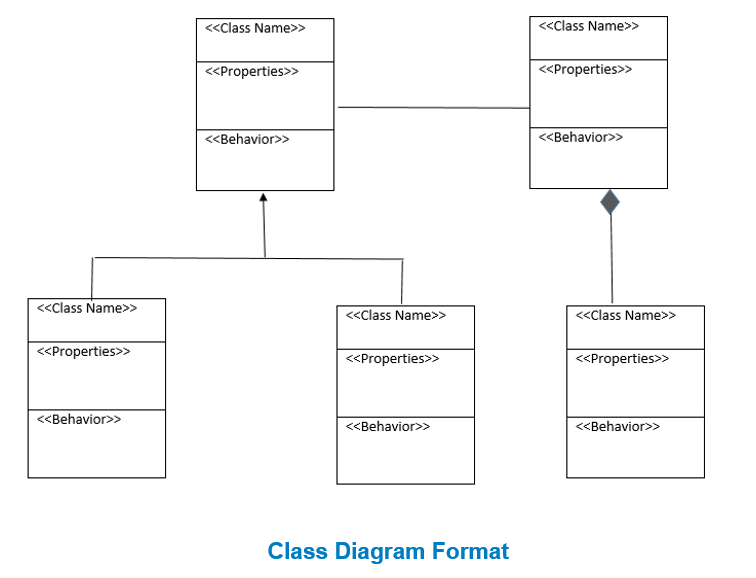 <<Class Name>>
<<Properties>>
<<Behavior>>
<<Class Name>>
<<Properties>>
<<Behavior>>
<<Class Name>>
<<Properties>>
<<Behavior>>
<<Class Name>>
<<Properties>>
<<Behavior>>
<<Class Name>>
<<Properties>>
<<Behavior>>
Class Diagram Format